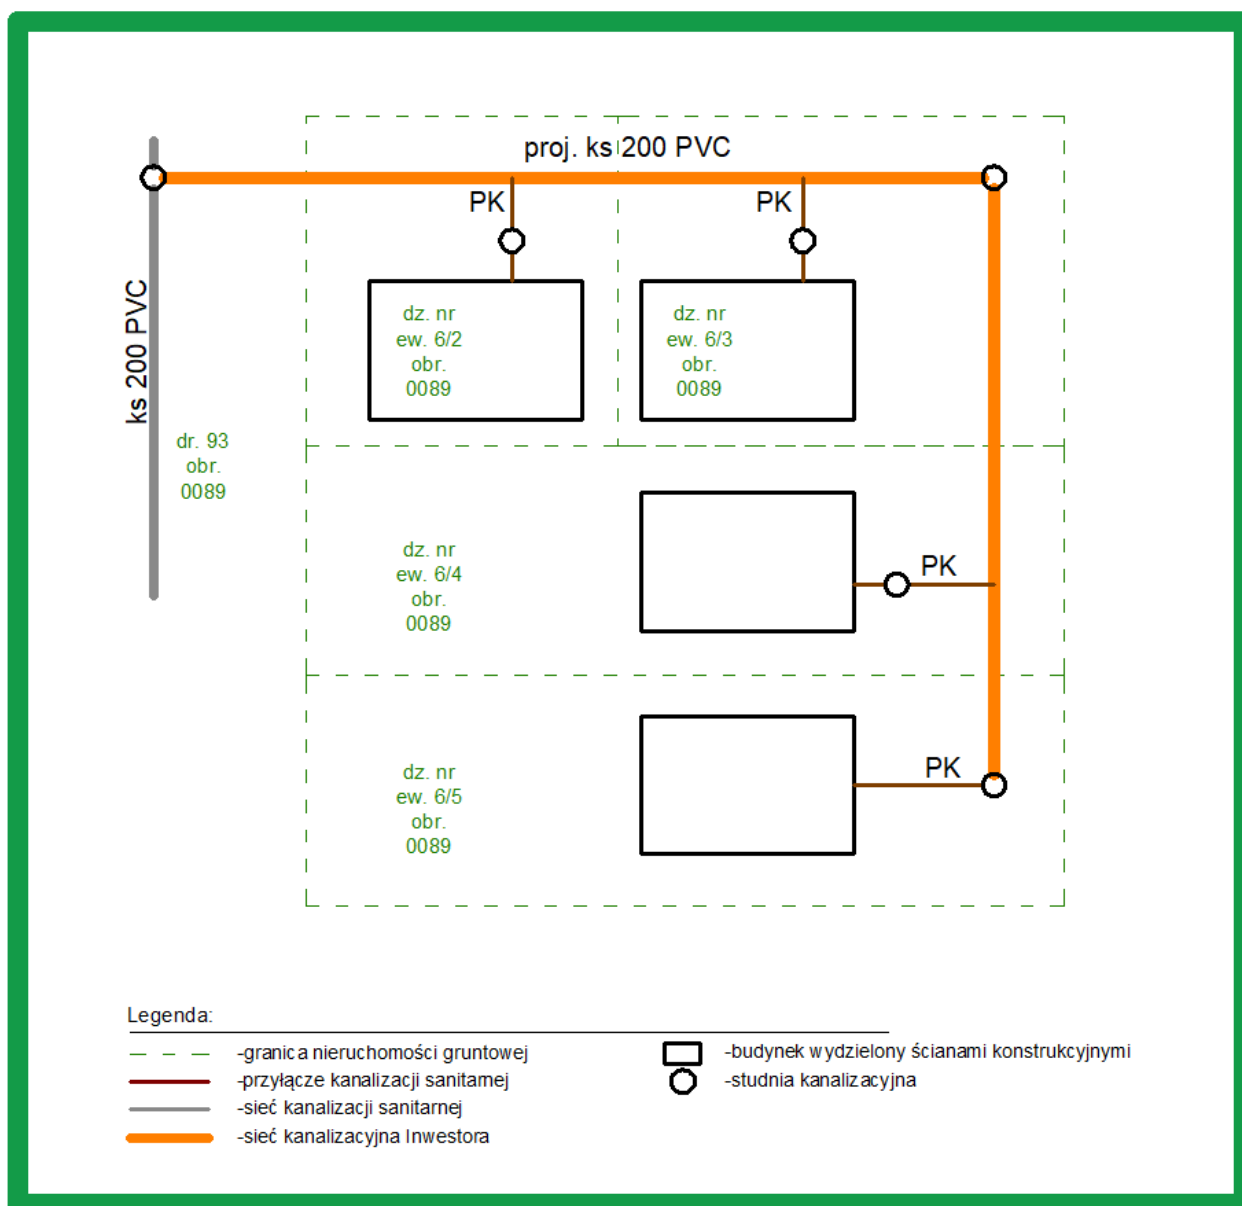 proj. ks 200 PVC
PK
PK
ks 200 PVC
dz. nr
ew. 6/2
obr.
0089
dz. nr
ew. 6/3
obr.
0089
dr. 93
obr.
0089
dz. nr
ew. 6/4
obr.
0089
PK
dz. nr
ew. 6/5
obr.
0089
PK
Legenda:
-granica nieruchomości gruntowej
-przyłącze kanalizacji sanitarnej
-sieć kanalizacji sanitarnej
-sieć kanalizacyjna Inwestora
-budynek wydzielony ścianami konstrukcyjnymi
-studnia kanalizacyjna